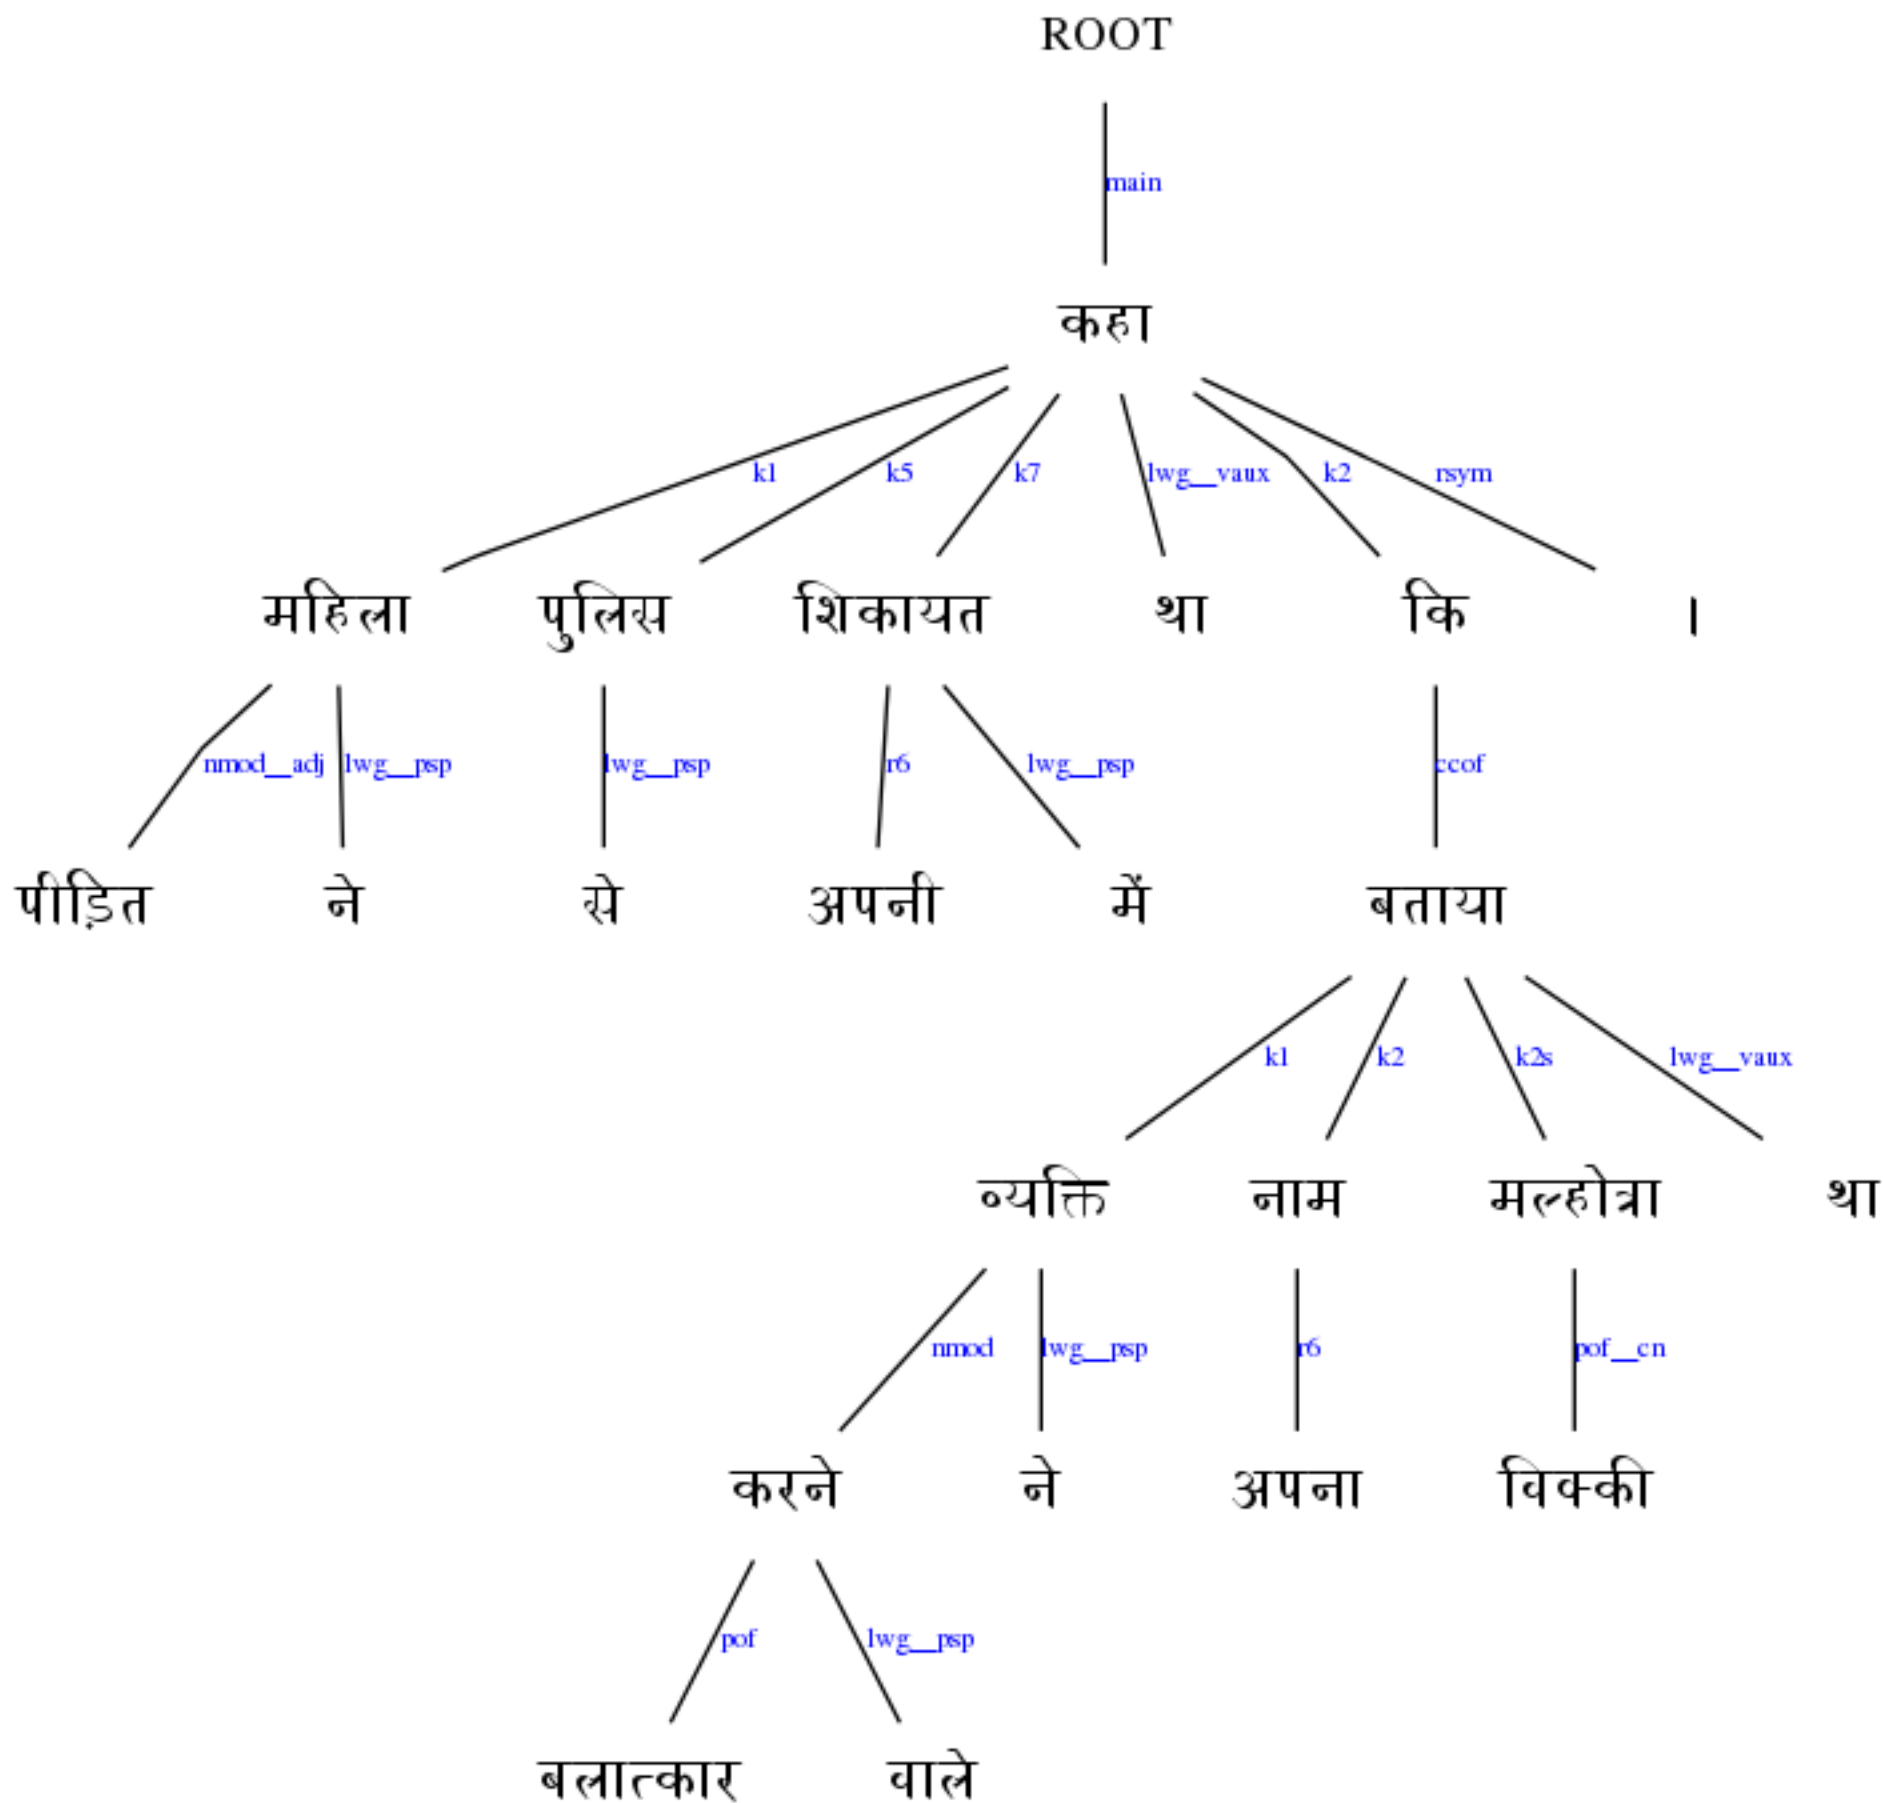 ROOT
main
कहा
k1 k5 k7 lwg__vaux k2 rsym
महिला पुलिस शिकायत था कि ।
nmod__adj lwg__psp lwg__psp r6 lwg__psp ccof
पीड़ित ने से अपनी में बताया
k1 k2 k2s lwg__vaux
व्यक्ति नाम मल्होत्रा था
nmod lwg__psp r6 pof__cn
करने ने अपना विक्की
pof lwg__psp
बलात्कार वाले